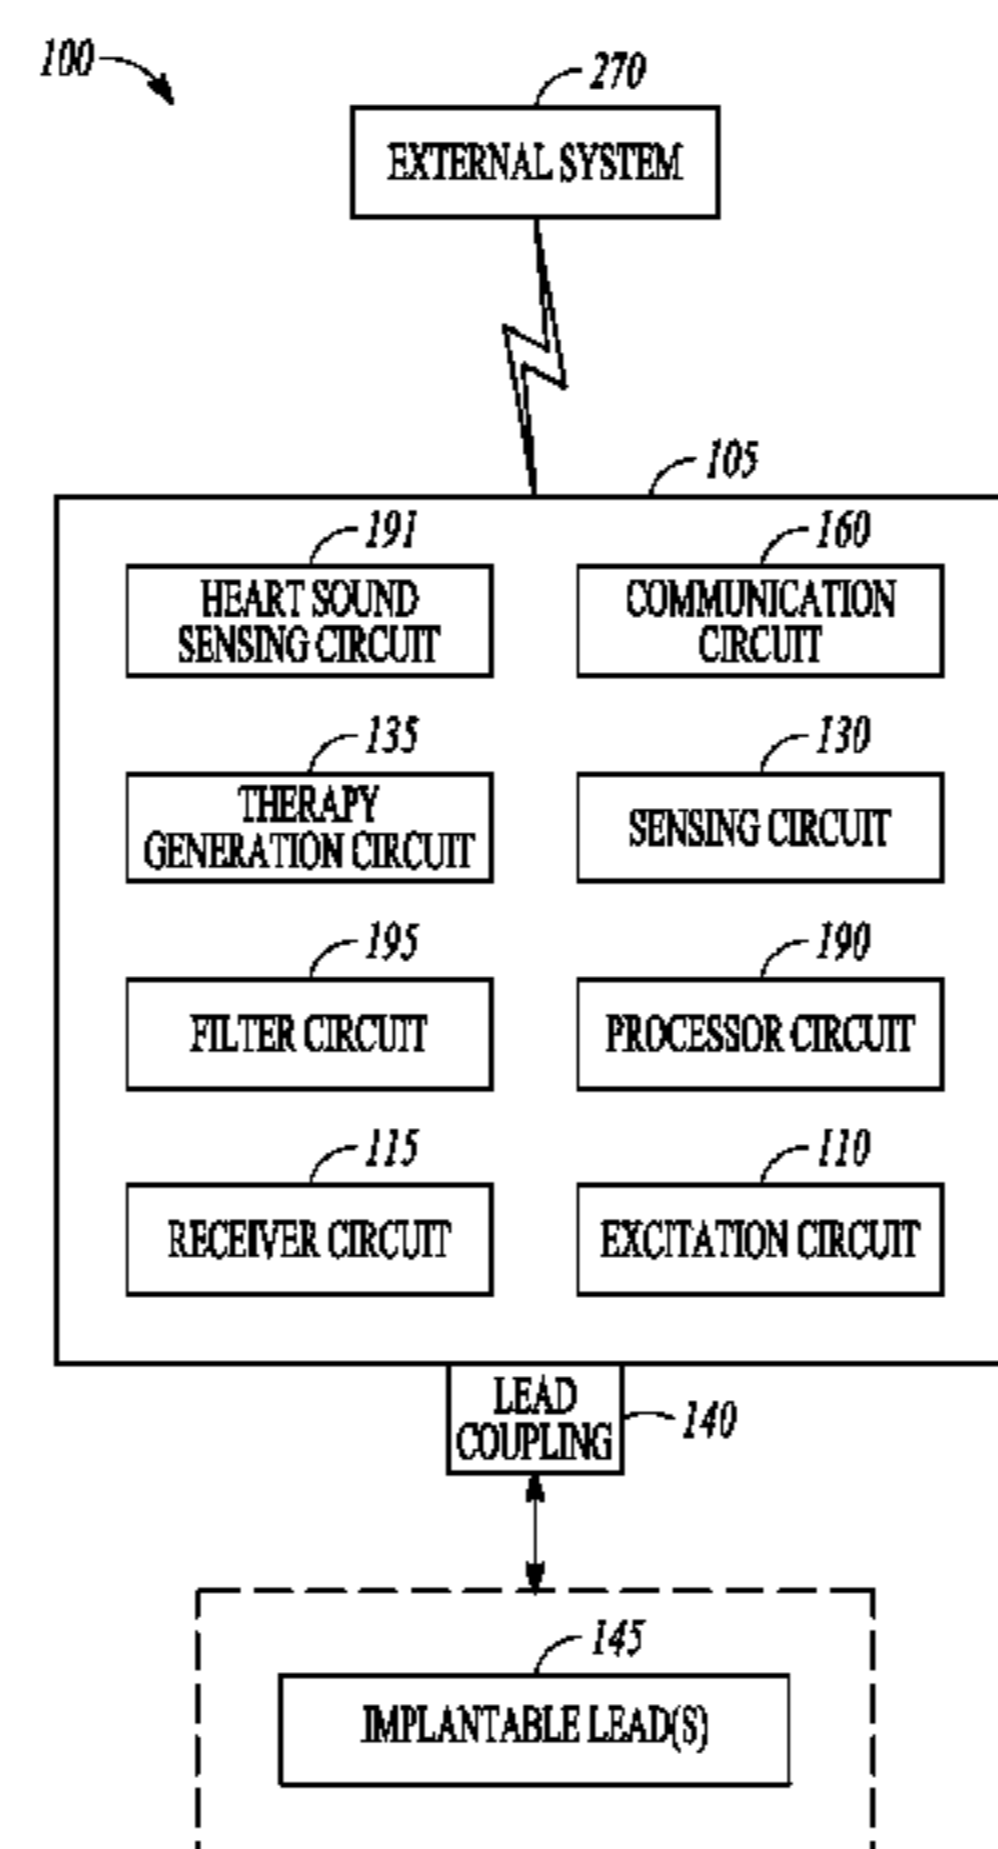 100
270
EXTERNAL SYSTEM
105
191
HEART SOUND
SENSING CIRCUIT
160
COMMUNICATION
CIRCUIT
135
THERAPY
GENERATION CIRCUIT
130
SENSING CIRCUIT
195
FILTER CIRCUIT
190
PROCESSOR CIRCUIT
115
RECEIVER CIRCUIT
110
EXCITATION CIRCUIT
LEAD
COUPLING
140
145
IMPLANTABLE LEAD(S)